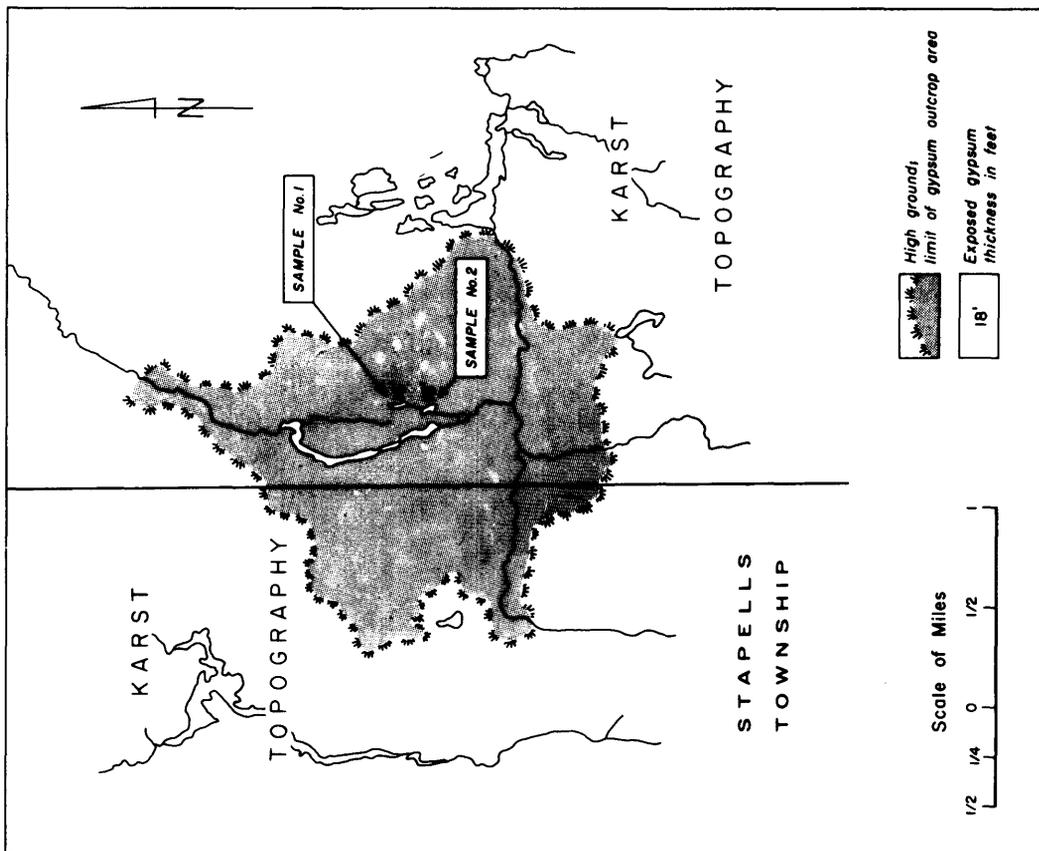 N
SAMPLE No.1
SAMPLE No.2
KARST
TOPOGRAPHY
KARST
TOPOGRAPHY
STAPELLS
TOWNSHIP
High ground;
limit of gypsum outcrop area
18'
Exposed gypsum
thickness in feet
Scale of Miles
1/2 1/4 0 1/2 1